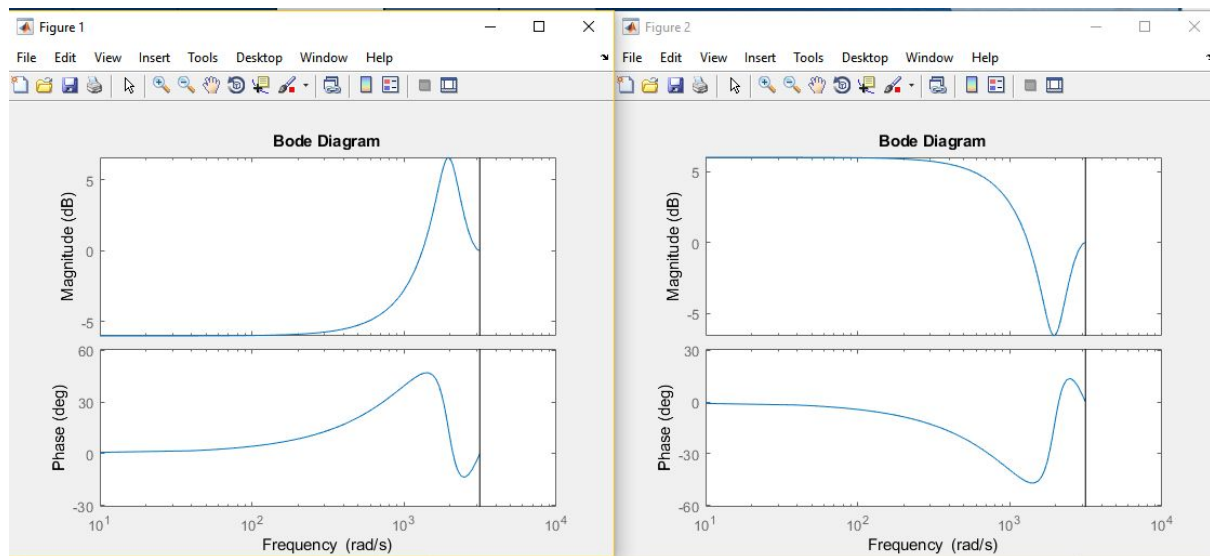 Figure 1
File Edit View Insert Tools Desktop Window Help
Bode Diagram
Magnitude (dB)
5
0
-5
Phase (deg)
60
30
0
-30
10^1 10^2 10^3 10^4
Frequency (rad/s)
Figure 2
File Edit View Insert Tools Desktop Window Help
Bode Diagram
Magnitude (dB)
5
0
-5
Phase (deg)
30
0
-30
-60
10^1 10^2 10^3 10^4
Frequency (rad/s)